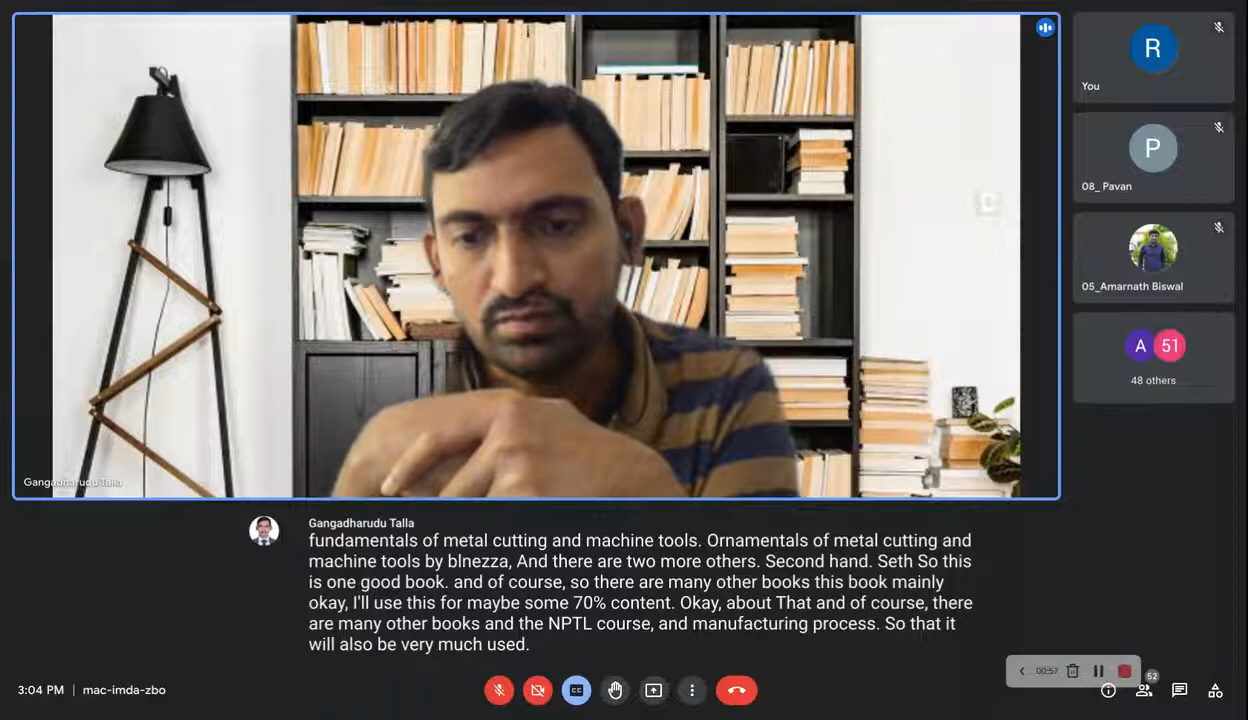 R
You
P
08_ Pavan
05_Amarnath Biswal
A 51
48 others
Gangadharudu Talla
Gangadharudu Talla
fundamentals of metal cutting and machine tools. Ornamentals of metal cutting and
machine tools by blnezza, And there are two more others. Second hand. Seth So this
is one good book. and of course, so there are many other books this book mainly
okay, I'll use this for maybe some 70% content. Okay, about That and of course, there
are many other books and the NPTL course, and manufacturing process. So that it
will also be very much used.
00:57
3:04 PM | mac-imda-zbo
CC
52